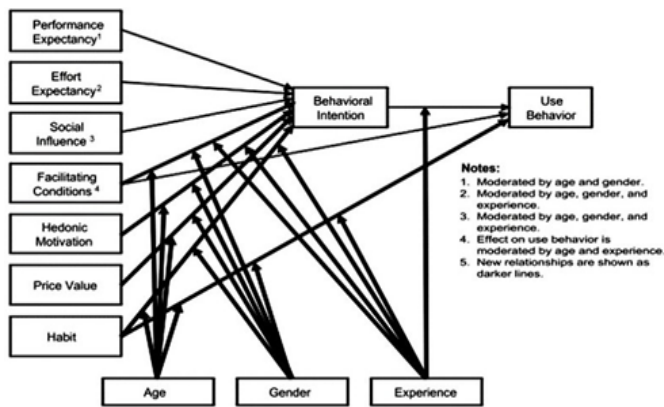 Performance
Expectancy1
Effort
Expectancy2
Social
Influence 3
Facilitating
Conditions 4
Hedonic
Motivation
Price Value
Habit
Behavioral
Intention
Use
Behavior
Notes:
1. Moderated by age and gender.
2. Moderated by age, gender, and
experience.
3. Moderated by age, gender, and
experience.
4. Effect on use behavior is
moderated by age and experience.
5. New relationships are shown as
darker lines.
Age
Gender
Experience